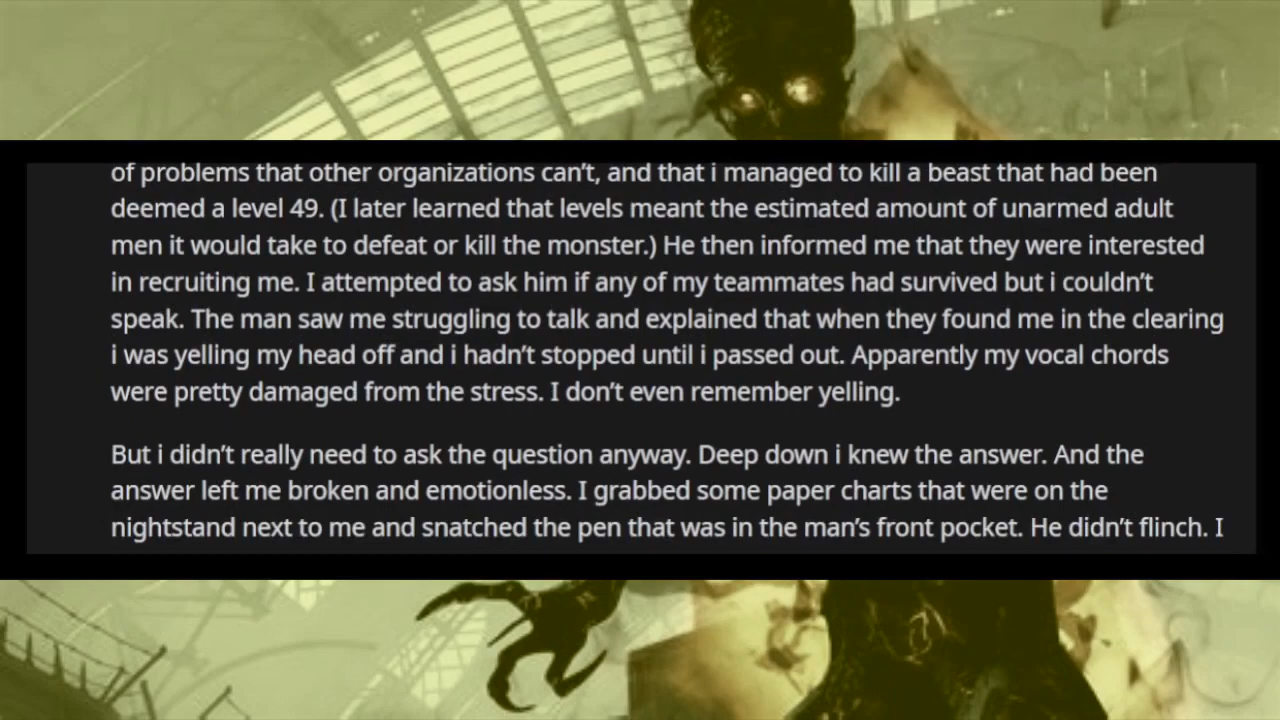 of problems that other organizations can’t, and that i managed to kill a beast that had been
deemed a level 49. (I later learned that levels meant the estimated amount of unarmed adult
men it would take to defeat or kill the monster.) He then informed me that they were interested
in recruiting me. I attempted to ask him if any of my teammates had survived but i couldn’t
speak. The man saw me struggling to talk and explained that when they found me in the clearing
i was yelling my head off and i hadn’t stopped until i passed out. Apparently my vocal chords
were pretty damaged from the stress. I don’t even remember yelling.
But i didn’t really need to ask the question anyway. Deep down i knew the answer. And the
answer left me broken and emotionless. I grabbed some paper charts that were on the
nightstand next to me and snatched the pen that was in the man’s front pocket. He didn’t flinch. I